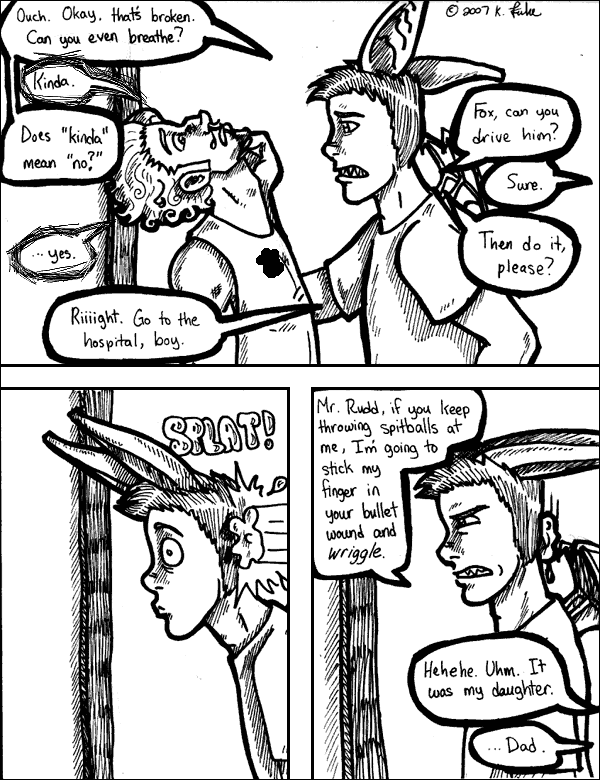 Ouch. Okay, that's broken.
Can you even breathe?
Kinda.
Does "kinda"
mean "no?"
...yes.
Riiiight. Go to the
hospital, boy.
© 2007 K.
Fox, can you
drive him?
Sure.
Then do it,
please?
SPLAT!
Mr. Rudd, if you keep
throwing spitballs at
me, I'm going to
stick my
finger in
your bullet
wound and
wriggle.
Hehehe. Uhm. It
was my daughter.
...Dad.